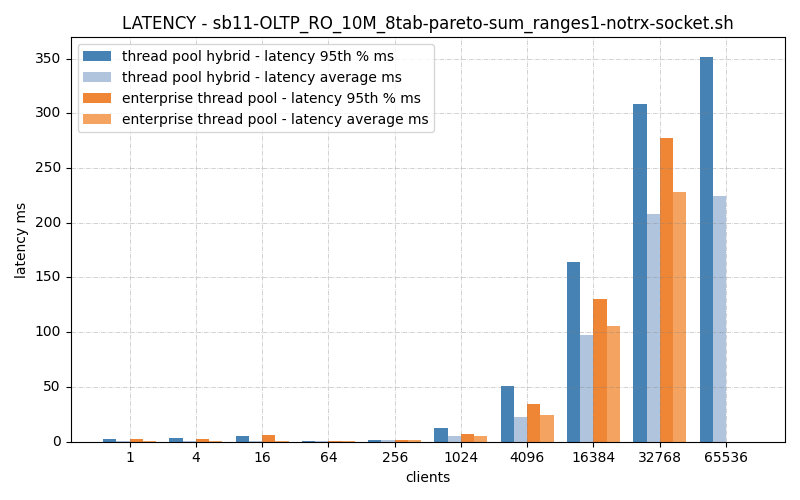 LATENCY - sb11-OLTP_RO_10M_8tab-pareto-sum_ranges1-notrx-socket.sh
thread pool hybrid - latency 95th % ms
thread pool hybrid - latency average ms
enterprise thread pool - latency 95th % ms
enterprise thread pool - latency average ms
350
300
250
200
150
100
50
0
latency ms
1 4 16 64 256 1024 4096 16384 32768 65536
clients